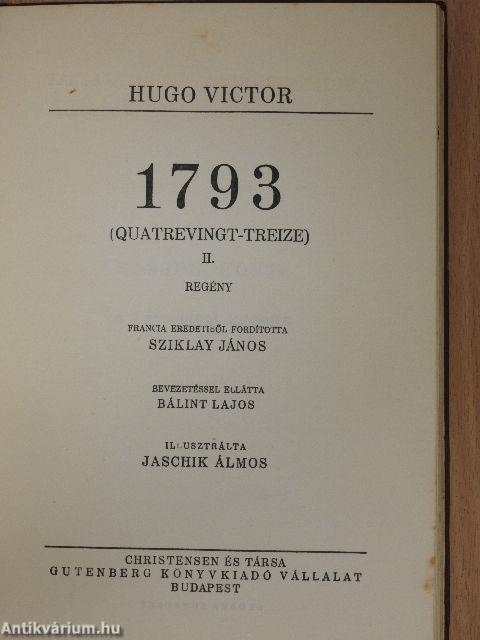 HUGO VICTOR
1793
(QUATREVINGT-TREIZE)
II.
REGÉNY
FRANCIA EREDETIBŐL FORDÍTOTTA
SZIKLAY JÁNOS
BEVEZETÉSSEL ELLÁTTA
BÁLINT LAJOS
ILLUSZTRÁLTA
JASCHIK ÁLMOS
CHRISTENSEN ÉS TÁRSA
GUTENBERG KÖNYVKIADÓ VÁLLALAT
BUDAPEST
Antikvárium.hu